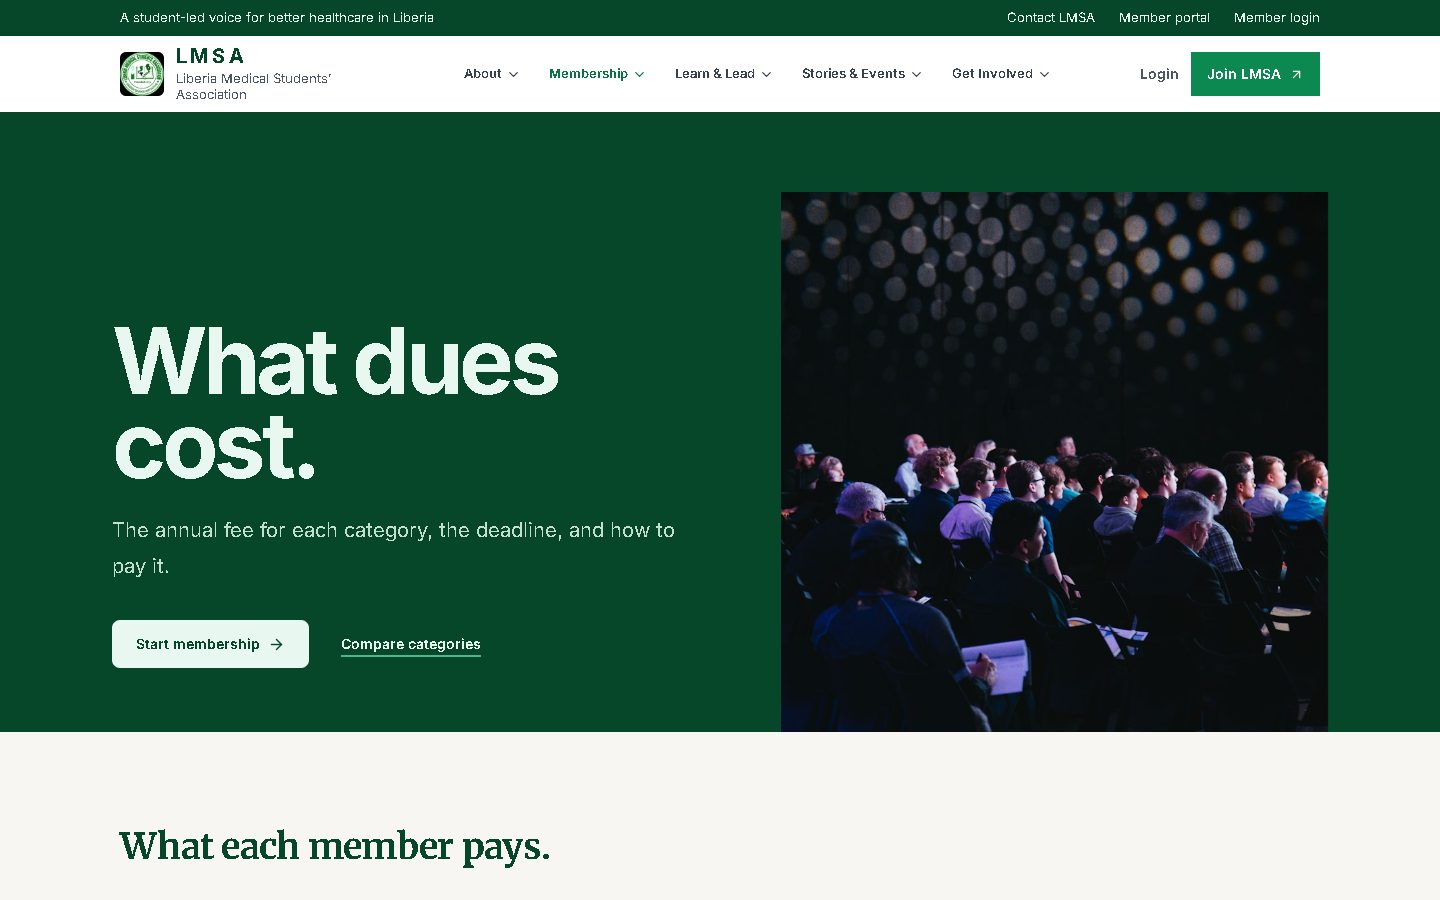 A student-led voice for better healthcare in Liberia
Contact LMSA
Member portal
Member login
LMSA
Liberia Medical Students'
Association
About
Membership
Learn & Lead
Stories & Events
Get Involved
Login
Join LMSA
What dues
cost.
The annual fee for each category, the deadline, and how to
pay it.
Start membership
Compare categories
What each member pays.